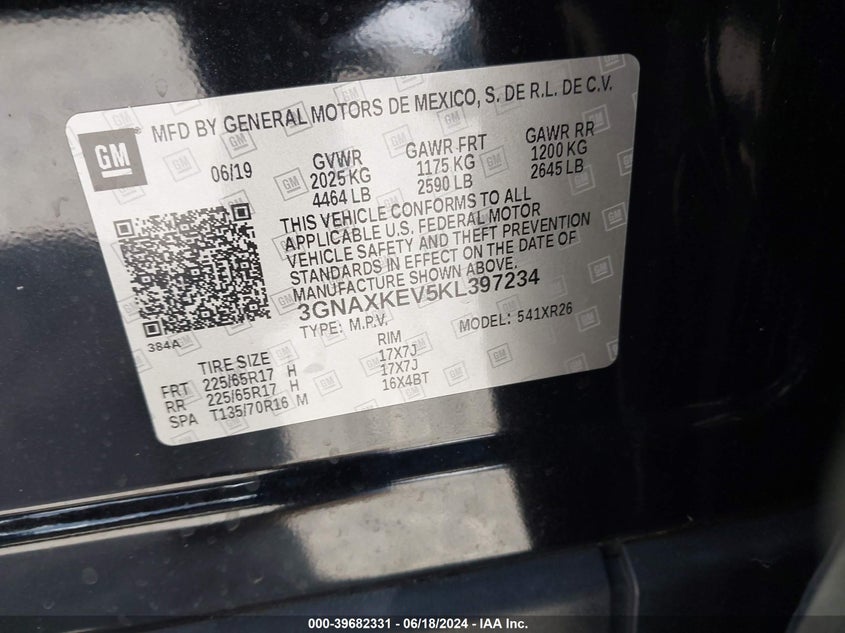 GM
MFD BY GENERAL MOTORS DE MEXICO, S. DE R.L. DE C.V.
06/19
GVWR
2025 KG
4464 LB
GAWR FRT
1175 KG
2590 LB
GAWR RR
1200 KG
2645 LB
THIS VEHICLE CONFORMS TO ALL
APPLICABLE U.S. FEDERAL MOTOR
VEHICLE SAFETY AND THEFT PREVENTION
STANDARDS IN EFFECT ON THE DATE OF
MANUFACTURE SHOWN ABOVE.
3GNAXKEV5KL397234
TYPE: M.P.V.
MODEL: 541XR26
384A
TIRE SIZE RIM
FRT 225/65R17 H 17X7J
RR 225/65R17 H 17X7J
SPA T135/70R16 M 16X4BT
000-39682331 - 06/18/2024 - IAA Inc.